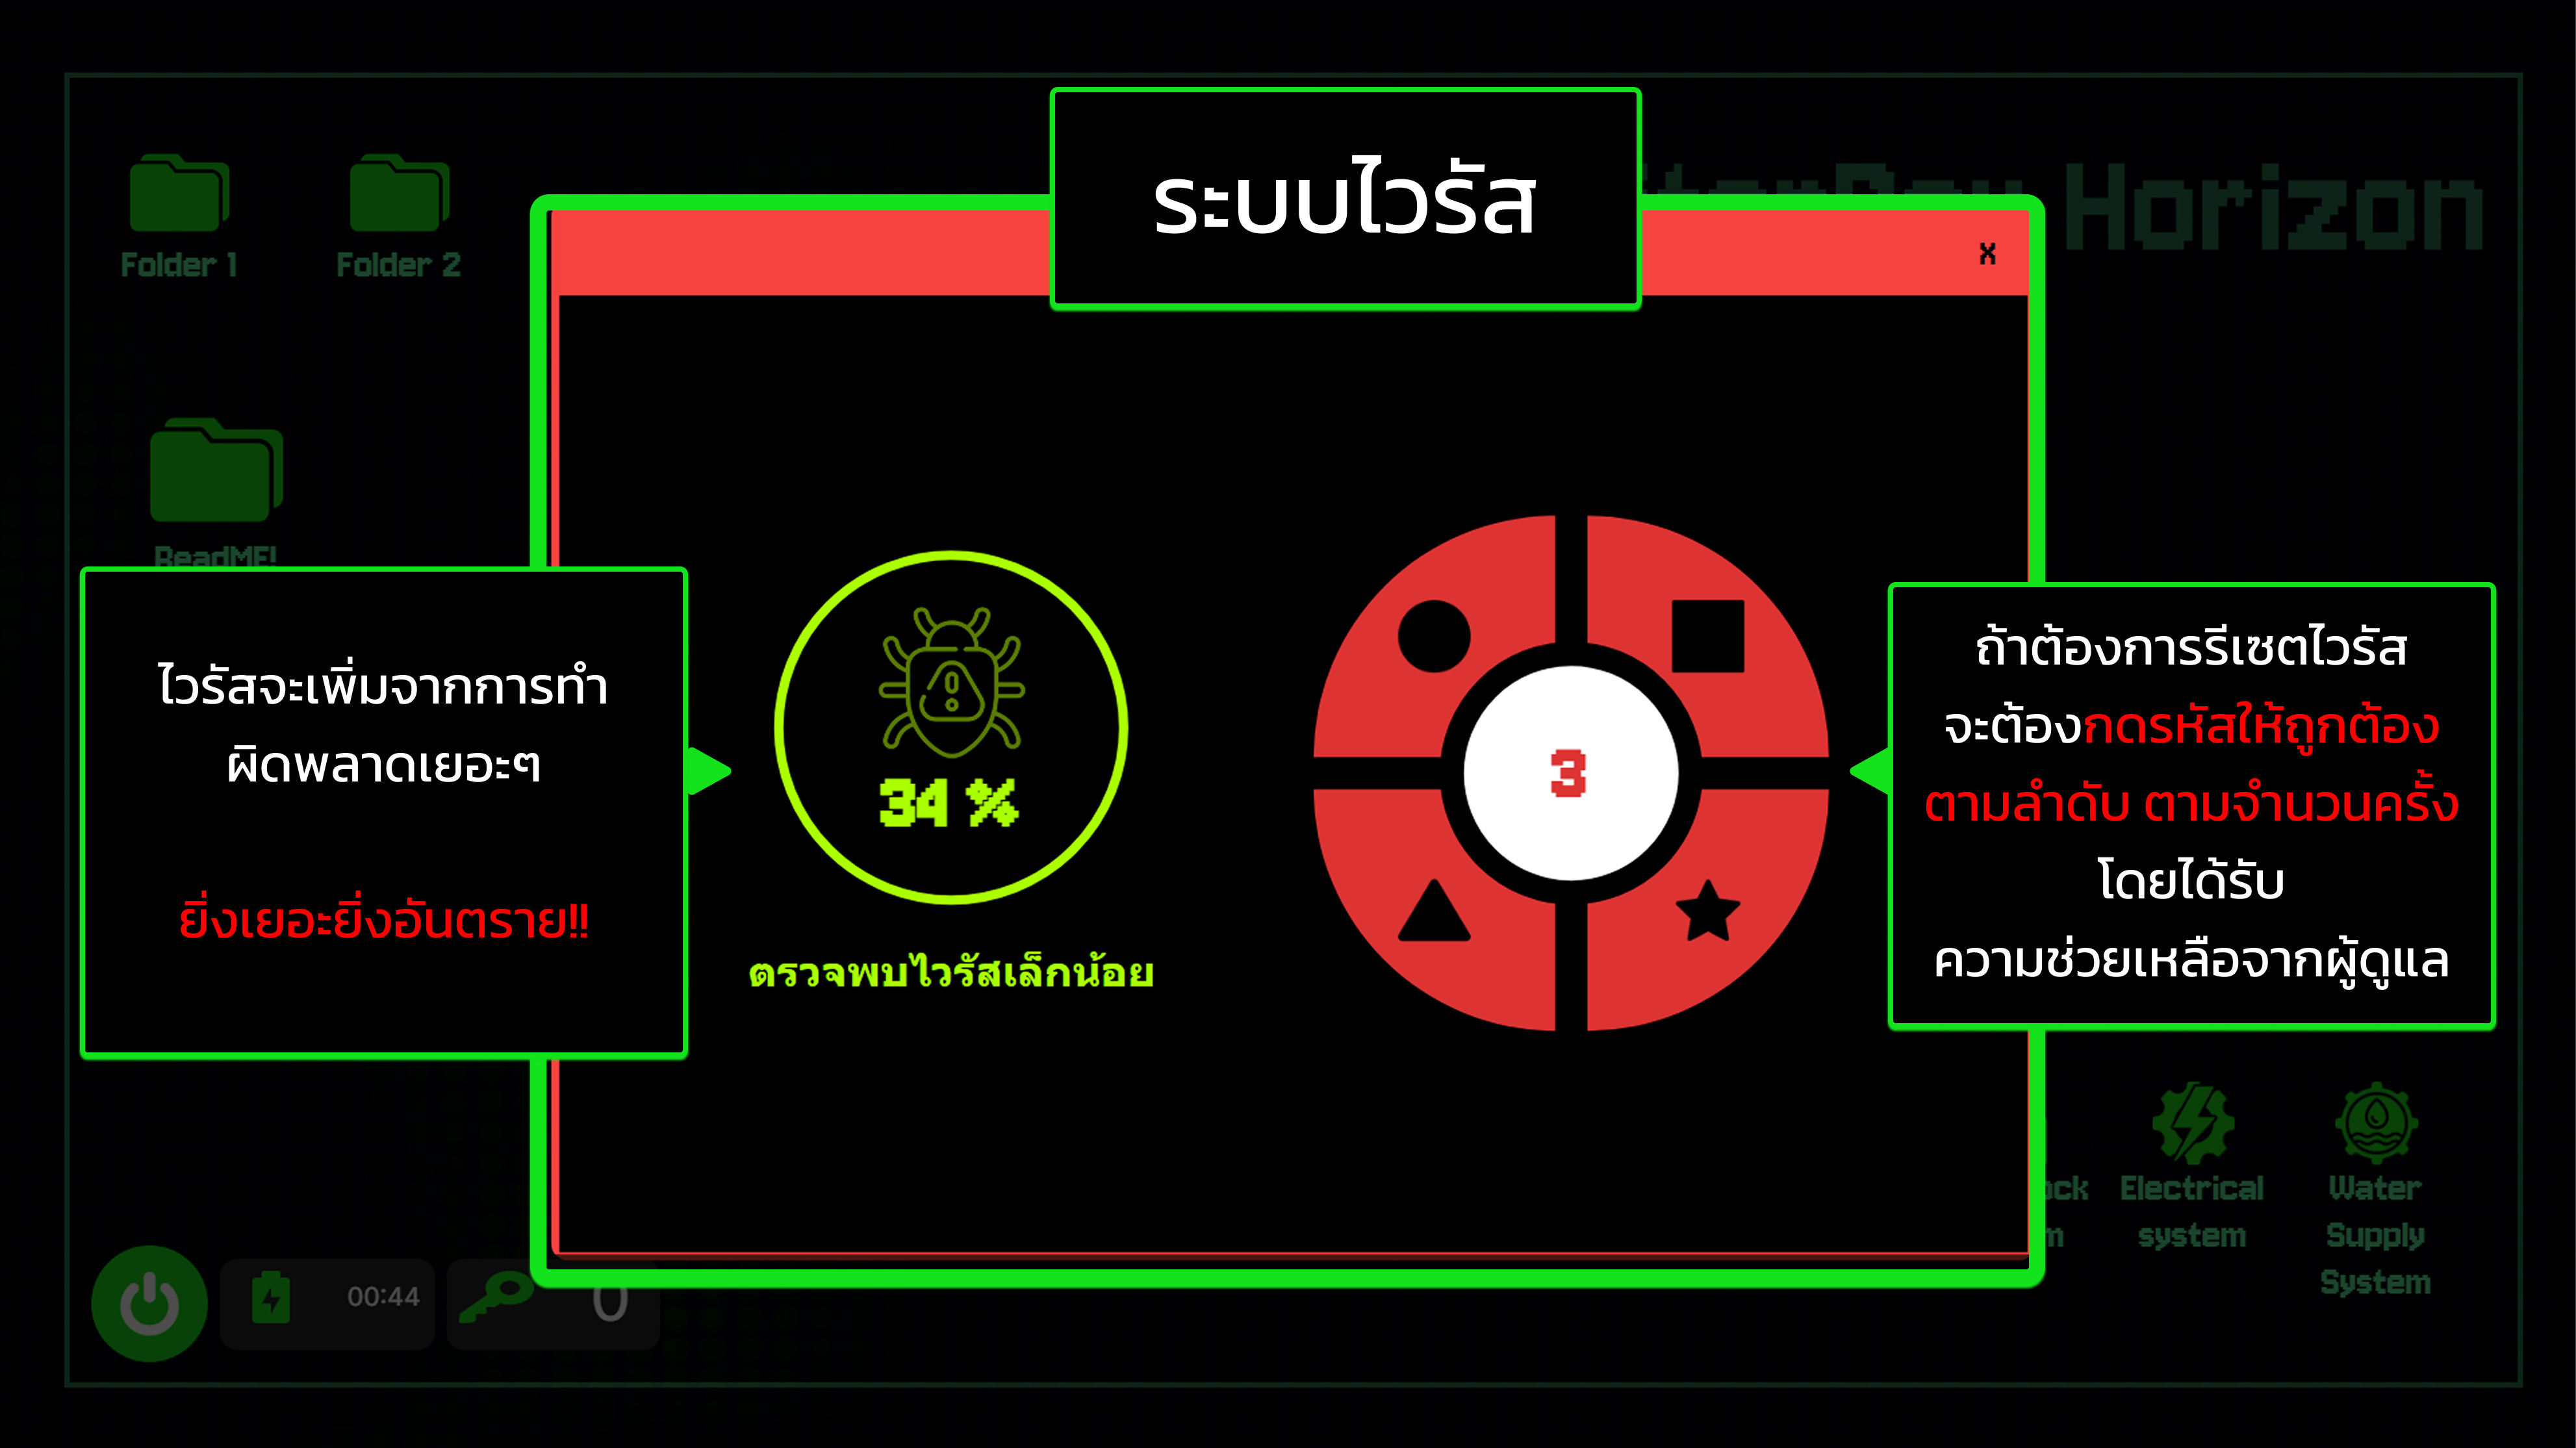 ระบบไวรัส
Horizon
x
Folder 1
Folder 2
ReadME!
ไวรัสจะเพิ่มจากการทำ
ผิดพลาดเยอะๆ
ยิ่งเยอะยิ่งอันตราย!!
34 %
ตรวจพบไวรัสเล็กน้อย
3
ถ้าต้องการรีเซตไวรัส
จะต้องกดรหัสให้ถูกต้อง
ตามลำดับ ตามจำนวนครั้ง
โดยได้รับ
ความช่วยเหลือจากผู้ดูแล
Electrical
system
Water
Supply
System
00:44
0